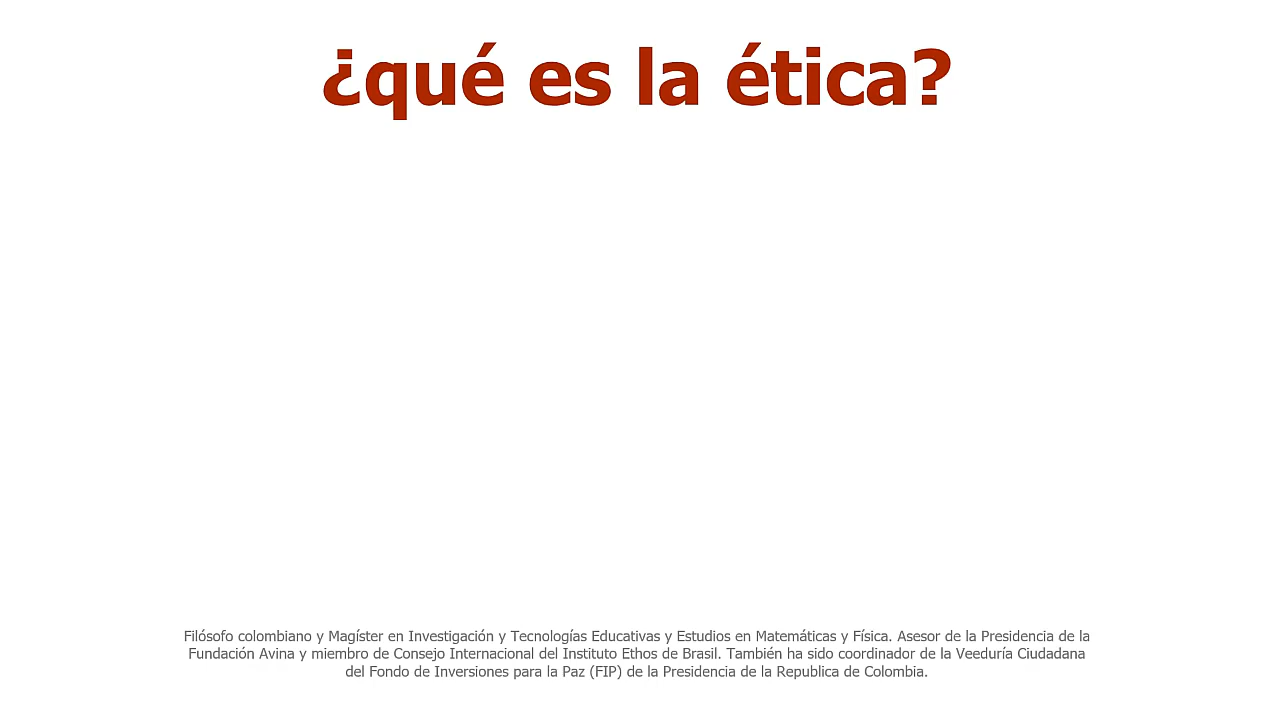 ¿qué es la ética?
Filósofo colombiano y Magíster en Investigación y Tecnologías Educativas y Estudios en Matemáticas y Física. Asesor de la Presidencia de la
Fundación Avina y miembro de Consejo Internacional del Instituto Ethos de Brasil. También ha sido coordinador de la Veeduría Ciudadana
del Fondo de Inversiones para la Paz (FIP) de la Presidencia de la Republica de Colombia.